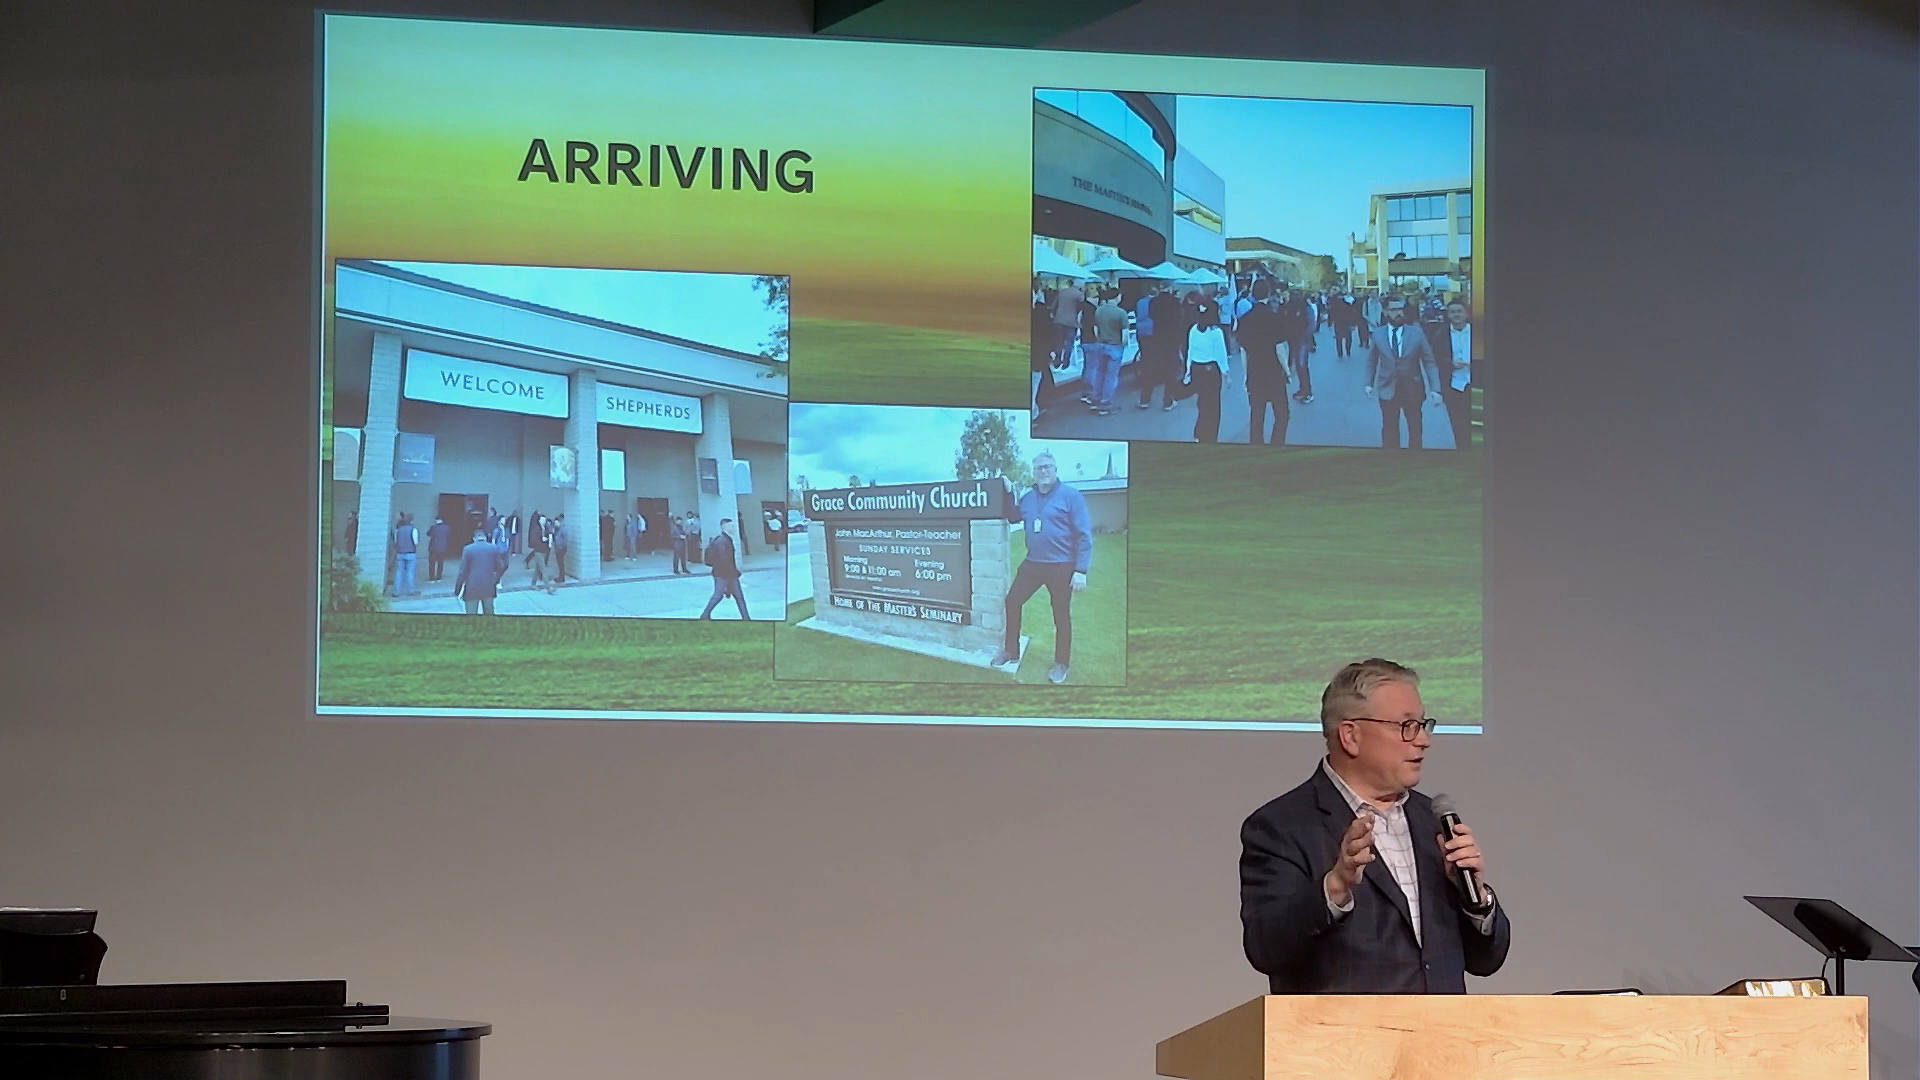 ARRIVING
THE MASTER'S SEMINARY
WELCOME
SHEPHERDS
Grace Community Church
John MacArthur, Pastor-Teacher
SUNDAY SERVICES
Morning
9:00 & 11:00 am
Evening
6:00 pm
HOME OF THE MASTER'S SEMINARY